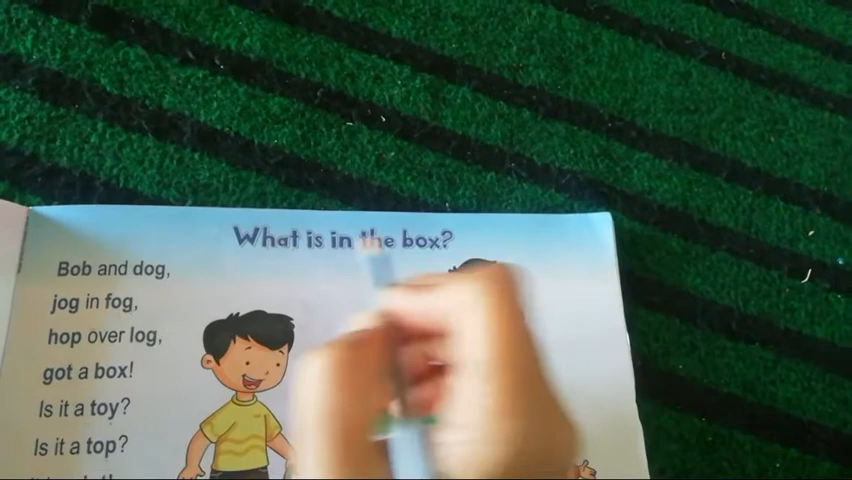 What is in the box?
Bob and dog,
jog in fog,
hop over log,
got a box!
Is it a toy?
Is it a top?